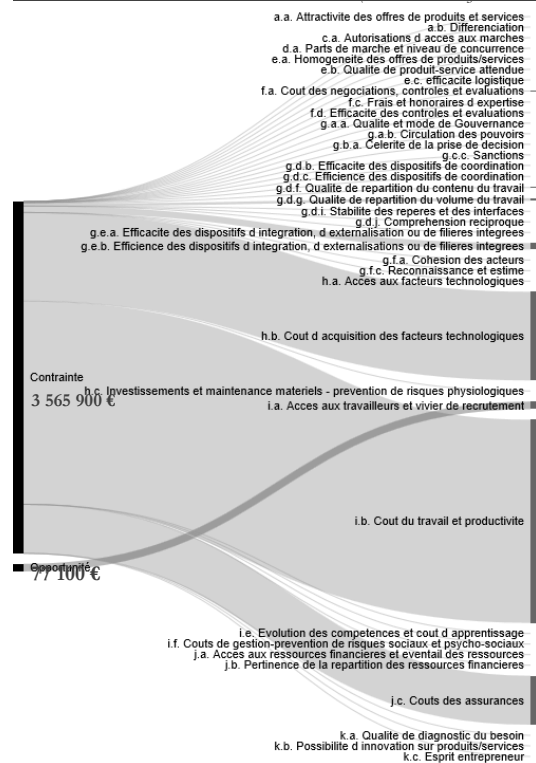 a.a. Attractivite des offres de produits et services
a.b. Differenciation
c.a. Autorisations d acces aux marches
d.a. Parts de marche et niveau de concurrence
e.a. Homogeneite des offres de produits/services
e.b. Qualite de produit-service attendue
e.c. efficacite logistique
f.a. Cout des negociations, controles et evaluations
f.c. Frais et honoraires d expertise
f.d. Efficacite des controles et evaluations
g.a.a. Qualite et mode de Gouvernance
g.a.b. Circulation des pouvoirs
g.b.a. Celerite de la prise de decision
g.c.c. Sanctions
g.d.b. Efficacite des dispositifs de coordination
g.d.c. Efficience des dispositifs de coordination
g.d.f. Qualite de repartition du contenu du travail
g.d.g. Qualite de repartition du volume du travail
g.d.i. Stabilite des reperes et des interfaces
g.d.j. Comprehension reciproque
g.e.a. Efficacite des dispositifs d integration, d externalisation ou de filieres integrees
g.e.b. Efficience des dispositifs d integration, d externalisations ou de filieres integrees
g.f.a. Cohesion des acteurs
g.f.c. Reconnaissance et estime
h.a. Acces aux facteurs technologiques
h.b. Cout d acquisition des facteurs technologiques
Contrainte
h.c. Investissements et maintenance materiels - prevention de risques physiologiques
3 565 900 €
i.a. Acces aux travailleurs et vivier de recrutement
i.b. Cout du travail et productivite
Opportunité
77 100 €
i.e. Evolution des competences et cout d apprentissage
i.f. Couts de gestion-prevention de risques sociaux et psycho-sociaux
j.a. Acces aux ressources financieres et eventail des ressources
j.b. Pertinence de la repartition des ressources financieres
j.c. Couts des assurances
k.a. Qualite de diagnostic du besoin
k.b. Possibilite d innovation sur produits/services
k.c. Esprit entrepreneur